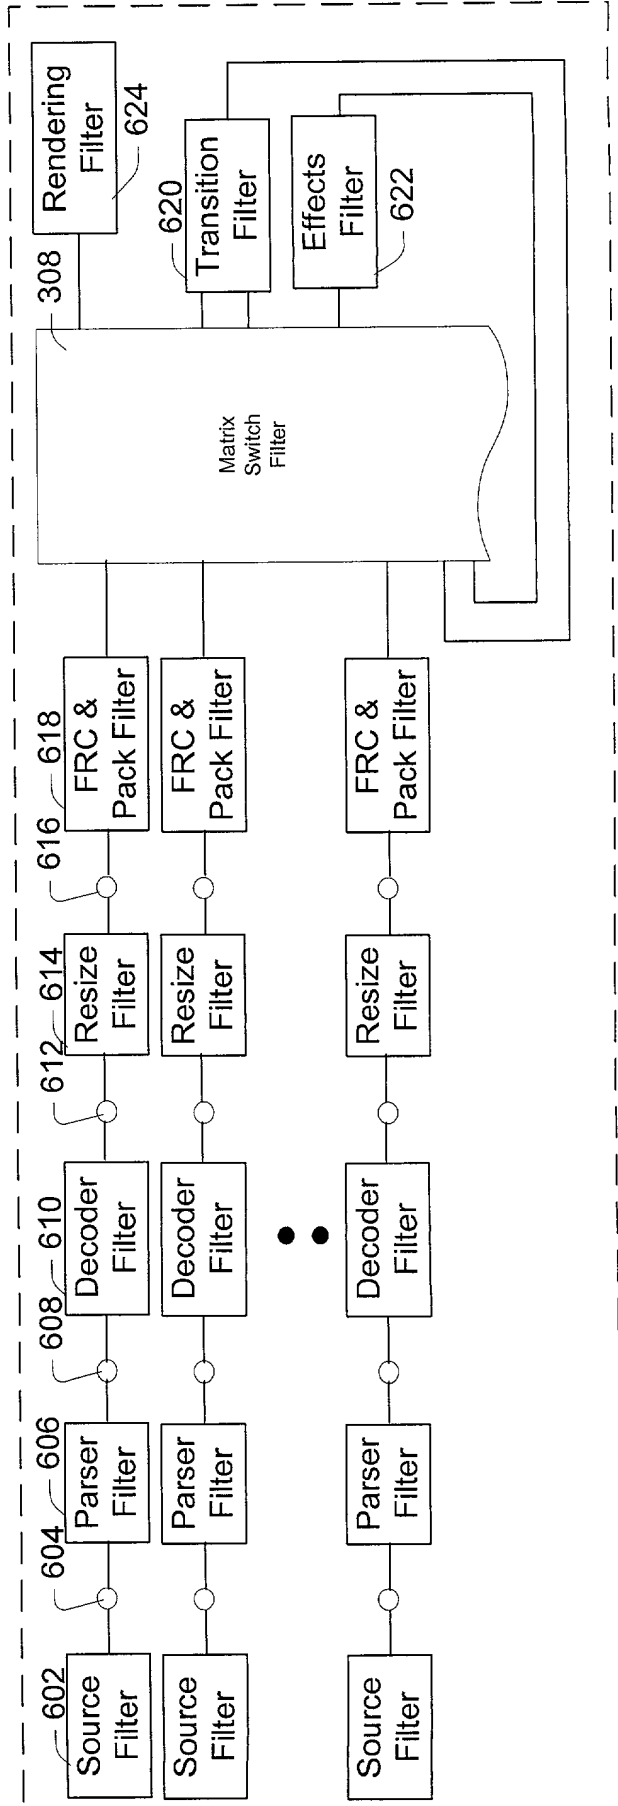 602
Source
Filter
604
606
Parser
Filter
608
610
Decoder
Filter
612
614
Resize
Filter
616
618
FRC &
Pack Filter
308
Matrix
Switch
Filter
Rendering
Filter
624
Source
Filter
Parser
Filter
Decoder
Filter
Resize
Filter
FRC &
Pack Filter
620
Transition
Filter
Effects
Filter
622
Source
Filter
Parser
Filter
Decoder
Filter
Resize
Filter
FRC &
Pack Filter